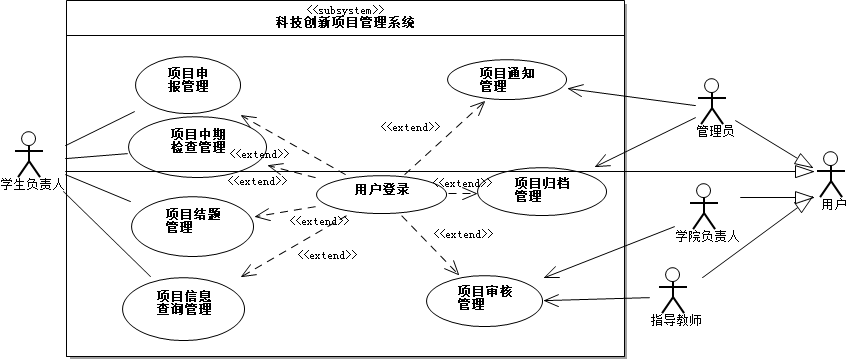 <<subsystem>>
科技创新项目管理系统
项目申
报管理
项目通知
管理
<<extend>>
管理员
项目中期
检查管理
<<extend>>
学生负责人
<<extend>>
用户登录
<<extend>>
项目归档
管理
用户
项目结题
管理
<<extend>>
<<extend>>
学院负责人
<<extend>>
项目信息
查询管理
项目审核
管理
指导教师